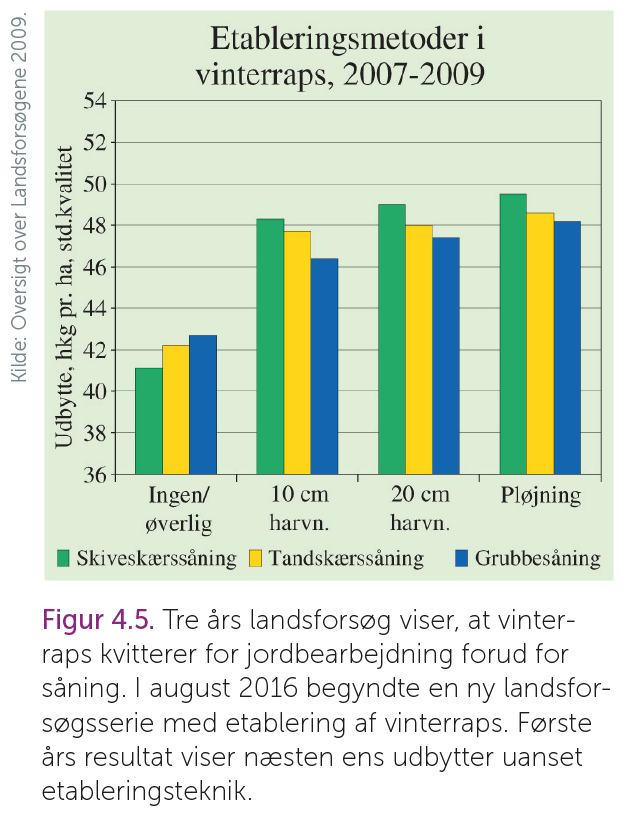 Kilde: Oversigt over Landsforsøgene 2009.
Etableringsmetoder i
vinterraps, 2007-2009
Udbytte, hkg pr. ha, std.kvalitet
54
52
50
48
46
44
42
40
38
36
Ingen/
øverlig
10 cm
harvn.
20 cm
harvn.
Pløjning
Skiveskærssåning Tandskærssåning Grubbesåning
Figur 4.5. Tre års landsforsøg viser, at vinter-
raps kvitterer for jordbearbejdning forud for
såning. I august 2016 begyndte en ny landsfor-
søgsserie med etablering af vinterraps. Første
års resultat viser næsten ens udbytter uanset
etableringsteknik.